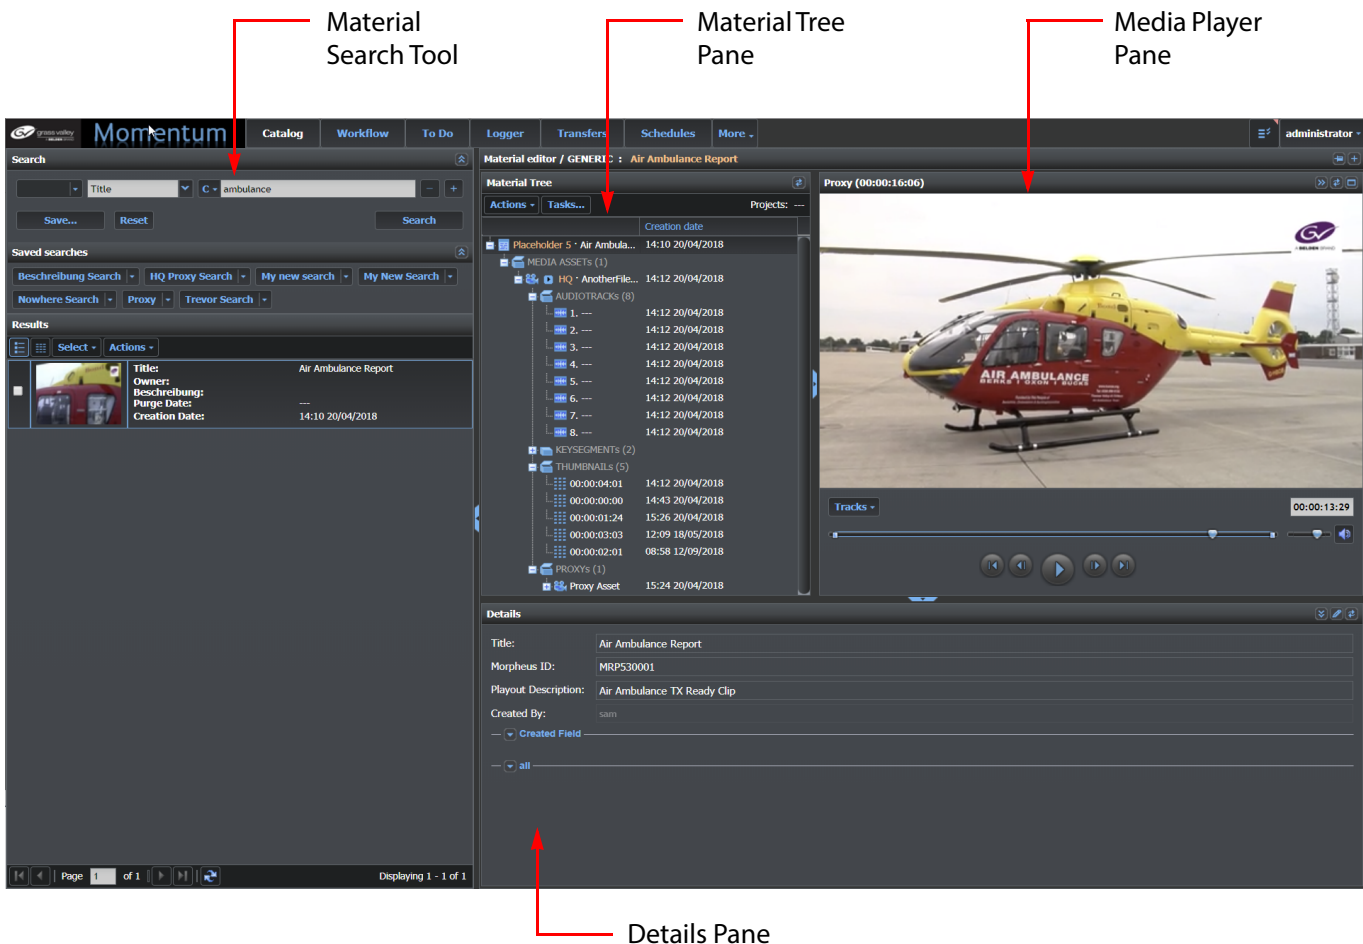 Material
Search Tool
Material Tree
Pane
Media Player
Pane
grass valley
Momentum
Catalog
Workflow
To Do
Logger
Transfers
Schedules
More
administrator
Search
Title
C
ambulance
Save...
Reset
Search
Saved searches
Beschreibung Search
HQ Proxy Search
My new search
My New Search
Nowhere Search
Proxy
Trevor Search
Results
Select
Actions
Title: Air Ambulance Report
Owner:
Beschreibung:
Purge Date: ---
Creation Date: 14:10 20/04/2018
Page 1 of 1
Displaying 1 - 1 of 1
Material editor / GENERIC : Air Ambulance Report
Material Tree
Actions
Tasks...
Projects: ---
Creation date
Placeholder 5 · Air Ambula... 14:10 20/04/2018
MEDIA ASSETs (1)
HQ · AnotherFile... 14:12 20/04/2018
AUDIOTRACKs (8)
1. --- 14:12 20/04/2018
2. --- 14:12 20/04/2018
3. --- 14:12 20/04/2018
4. --- 14:12 20/04/2018
5. --- 14:12 20/04/2018
6. --- 14:12 20/04/2018
7. --- 14:12 20/04/2018
8. --- 14:12 20/04/2018
KEYSEGMENTs (2)
THUMBNAILs (5)
00:00:04:01 14:12 20/04/2018
00:00:00:00 14:43 20/04/2018
00:00:01:24 15:26 20/04/2018
00:00:03:03 12:09 18/05/2018
00:00:02:01 08:58 12/09/2018
PROXYs (1)
Proxy Asset 15:24 20/04/2018
Proxy (00:00:16:06)
GV
A BELDEN BRAND
AIR AMBULANCE
BERKS | OXON | BUCKS
Tracks
00:00:13:29
Details
Title: Air Ambulance Report
Morpheus ID: MRP530001
Playout Description: Air Ambulance TX Ready Clip
Created By: sam
Created Field
all
Details Pane